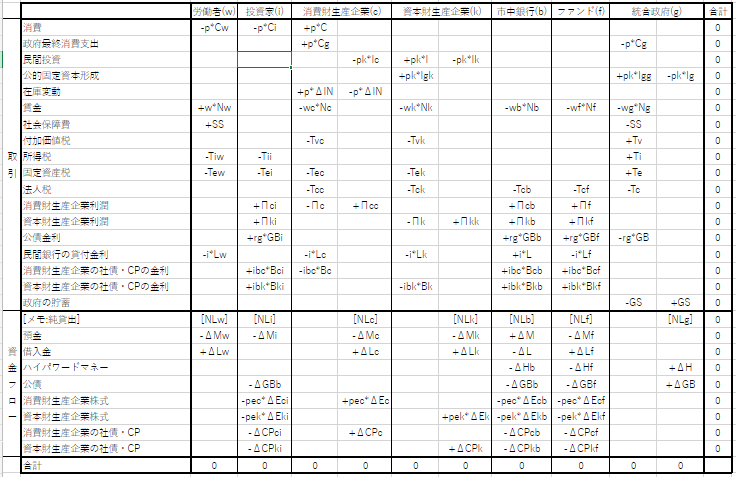 労働者(w) 投資家(i) 消費財生産企業(c) 資本財生産企業(k) 市中銀行(b) ファンド(f) 統合政府(g) 合計
消費 -p*Cw -p*Ci +p*C 0
政府最終消費支出 +p*Cg -p*Cg 0
民間投資 -pk*Ic +pk*I -pk*Ik 0
公的固定資本形成 +pk*Igk +pk*Igg -pk*Ig 0
在庫変動 +p*ΔIN -p*ΔIN 0
賃金 +w*Nw -wc*Nc -wk*Nk -wb*Nb -wf*Nf -wg*Ng 0
社会保障費 +SS -SS 0
付加価値税 -Tvc -Tvk +Tv 0
取 所得税 -Tiw -Tii +Ti 0
引 固定資産税 -Tew -Tei -Tec -Tek +Te 0
法人税 -Tcc -Tck -Tcb -Tcf -Tc 0
消費財生産企業利潤 +Πci -Πc +Πcc +Πcb +Πf 0
資本財生産企業利潤 +Πki -Πk +Πkk +Πkb +Πkf 0
公債金利 +rg*GBi +rg*GBb +rg*GBf -rg*GB 0
民間銀行の貸付金利 -i*Lw -i*Lc -i*Lk +i*L -i*Lf 0
消費財生産企業の社債・CPの金利 +ibc*Bci -ibc*Bc +ibc*Bcb +ibc*Bcf 0
資本財生産企業の社債・CPの金利 +ibk*Bki -ibk*Bk +ibk*Bkb +ibk*Bkf 0
政府の貯蓄 -GS +GS 0
[メモ:純貸出] [NLw] [NLi] [NLc] [NLk] [NLb] [NLf] [NLg] 0
預金 -ΔMw -ΔMi -ΔMc -ΔMk +ΔM -ΔMf 0
資 借入金 +ΔLw +ΔLc +ΔLk -ΔL +ΔLf 0
金 ハイパワードマネー -ΔHb -ΔHf +ΔH 0
フ 公債 -ΔGBb -ΔGBb -ΔGBf +ΔGB 0
ロ 消費財生産企業株式 -pec*ΔEci +pec*ΔEc -pec*ΔEcb -pec*ΔEcf 0
ー 資本財生産企業株式 -pek*ΔEki +pek*ΔEk -pek*ΔEkb -pek*ΔEkf 0
消費財生産企業の社債・CP -ΔCPci +ΔCPc -ΔCPcb -ΔCPcf 0
資本財生産企業の社債・CP -ΔCPki +ΔCPk -ΔCPkb -ΔCPkf 0
合計 0 0 0 0 0 0 0 0 0 0 0